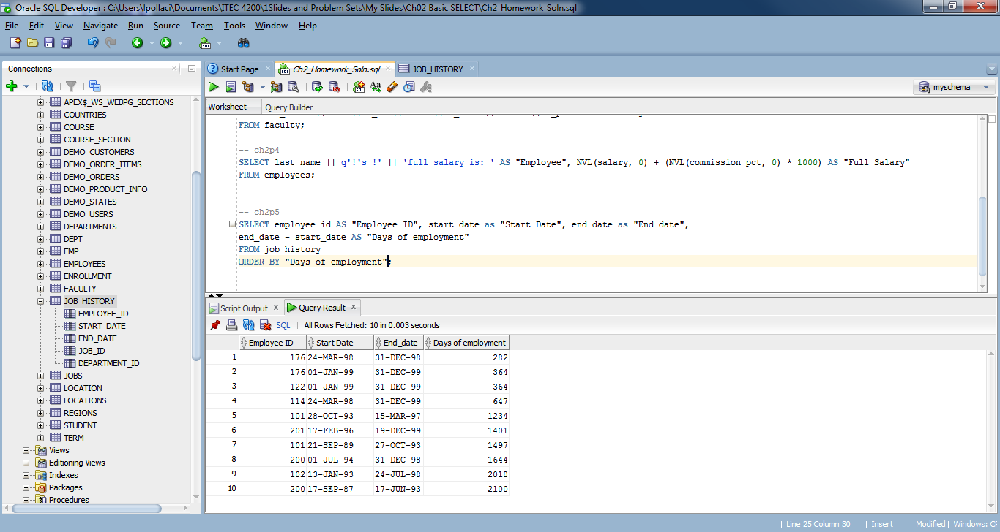 Oracle SQL Developer : C:\Users\lpollaci\Documents\ITEC 4200\1Slides and Problem Sets\My Slides\Ch02 Basic SELECT\Ch2_Homework_Soln.sql
File Edit View Navigate Run Source Team Tools Window Help
Connections
APEX$_WS_WEBPG_SECTIONS
COUNTRIES
COURSE
COURSE_SECTION
DEMO_CUSTOMERS
DEMO_ORDER_ITEMS
DEMO_ORDERS
DEMO_PRODUCT_INFO
DEMO_STATES
DEMO_USERS
DEPARTMENTS
DEPT
EMP
EMPLOYEES
ENROLLMENT
FACULTY
JOB_HISTORY
EMPLOYEE_ID
START_DATE
END_DATE
JOB_ID
DEPARTMENT_ID
JOBS
LOCATION
LOCATIONS
REGIONS
STUDENT
TERM
Views
Editioning Views
Indexes
Packages
Procedures
Start Page Ch2_Homework_Soln.sql JOB_HISTORY
myschema
Worksheet Query Builder
FROM faculty;
-- ch2p4
SELECT last_name || q'!'s !' || 'full salary is: ' AS "Employee", NVL(salary, 0) + (NVL(commission_pct, 0) * 1000) AS "Full Salary"
FROM employees;
-- ch2p5
SELECT employee_id AS "Employee ID", start_date as "Start Date", end_date as "End_date",
end_date - start_date AS "Days of employment"
FROM job_history
ORDER BY "Days of employment";
Script Output Query Result
SQL All Rows Fetched: 10 in 0.003 seconds
Employee ID Start Date End_date Days of employment
1 176 24-MAR-98 31-DEC-98 282
2 176 01-JAN-99 31-DEC-99 364
3 122 01-JAN-99 31-DEC-99 364
4 114 24-MAR-98 31-DEC-99 647
5 101 28-OCT-93 15-MAR-97 1234
6 201 17-FEB-96 19-DEC-99 1401
7 101 21-SEP-89 27-OCT-93 1497
8 200 01-JUL-94 31-DEC-98 1644
9 102 13-JAN-93 24-JUL-98 2018
10 200 17-SEP-87 17-JUN-93 2100
Line 25 Column 30 | Insert | Modified | Windows: C